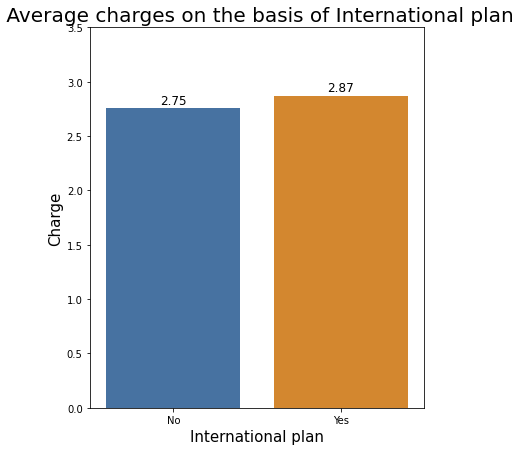 Average charges on the basis of International plan
3.5
3.0
2.5
2.0
1.5
1.0
0.5
0.0
Charge
2.75
2.87
No
Yes
International plan